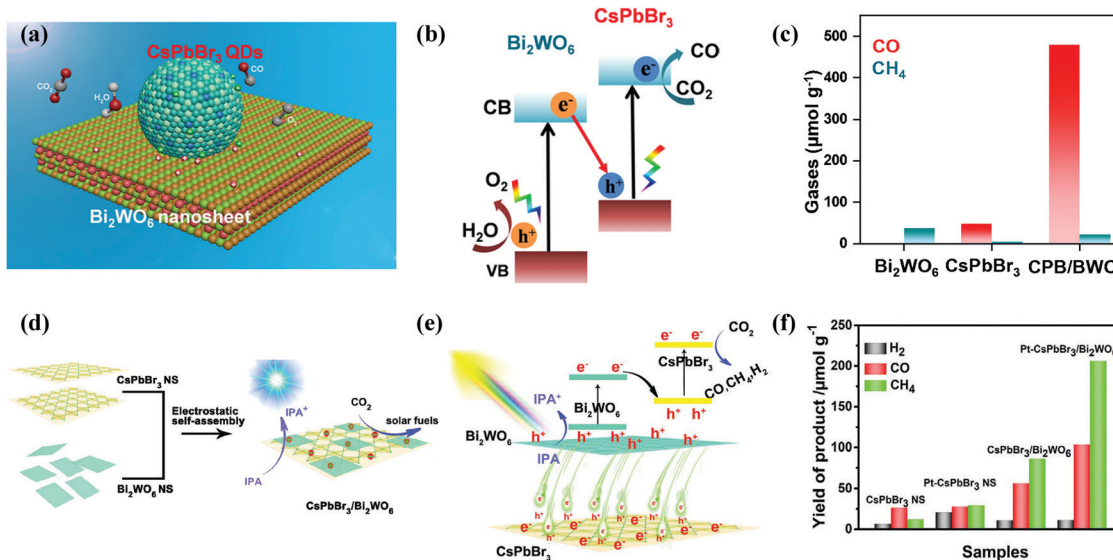 (a)
CsPbBr₃ QDs
CO₂
H₂O
CO
O₂
Bi₂WO₆ nanosheet
(b)
CsPbBr₃
Bi₂WO₆
e⁻
CO
CO₂
CB
e⁻
O₂
h⁺
H₂O
h⁺
VB
(c)
CO
CH₄
Gases (μmol g⁻¹)
500
400
300
200
100
0
Bi₂WO₆ CsPbBr₃ CPB/BWO
(d)
CsPbBr₃ NS
Electrostatic
self-assembly
Bi₂WO₆ NS
IPA⁺
CO₂
solar fuels
IPA
CsPbBr₃/Bi₂WO₆
(e)
e⁻ e⁻
CO₂
CsPbBr₃
e⁻ e⁻
CO,CH₄,H₂
IPA⁺
Bi₂WO₆
h⁺ h⁺
Bi₂WO₆
h⁺ h⁺ h⁺ h⁺ h⁺ h⁺ h⁺
IPA
e⁻ e⁻ e⁻ e⁻ e⁻ e⁻
h⁺ h⁺ h⁺ h⁺ h⁺ h⁺
e⁻ e⁻ e⁻ e⁻ e⁻ e⁻ e⁻
CsPbBr₃
(f)
Yield of product /μmol g⁻¹
250
225
200
150
100
50
0
H₂
CO
CH₄
Pt-CsPbBr₃/Bi₂WO₆
CsPbBr₃/Bi₂WO₆
Pt-CsPbBr₃ NS
CsPbBr₃ NS
Samples